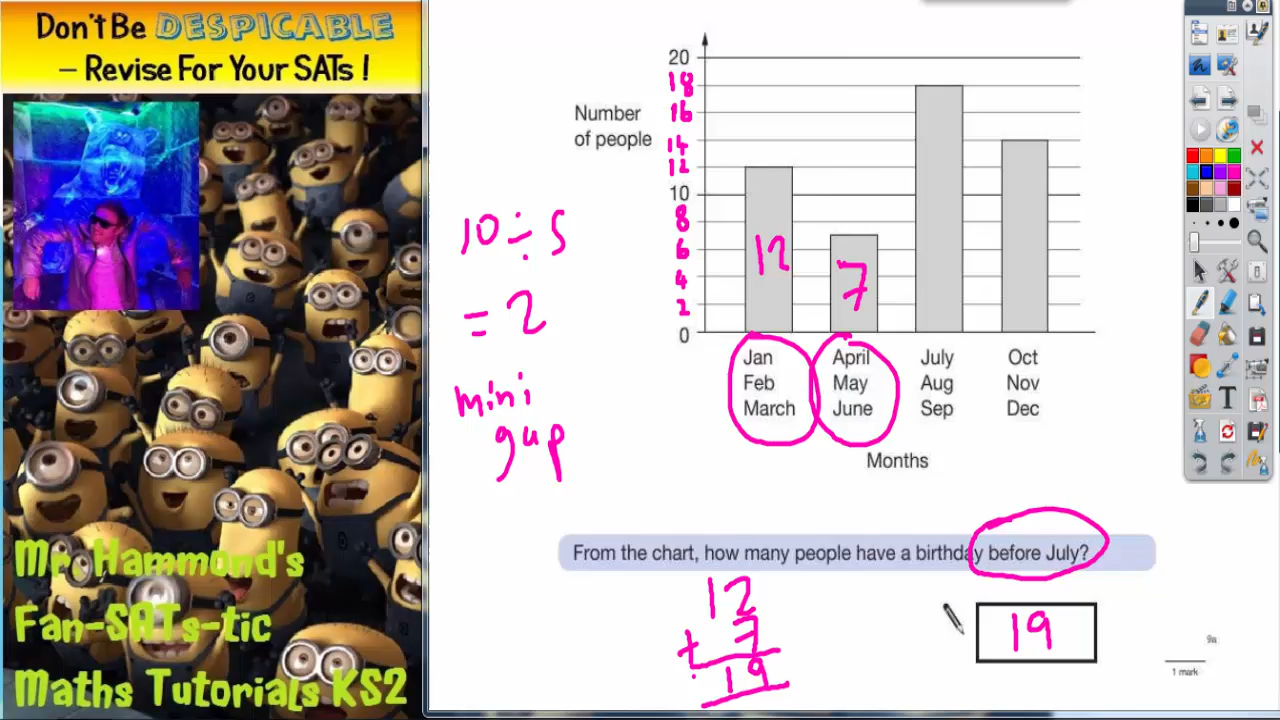 Don't Be DESPICABLE
– Revise For Your SATs !
Mr Hammond's
Fan-SATs-tic
Maths Tutorials KS2
10 ÷ 5
= 2
mini
gap
Number
of people
20
18
16
14
12
10
8
6
4
2
0
12
7
Jan
Feb
March
April
May
June
July
Aug
Sep
Oct
Nov
Dec
Months
From the chart, how many people have a birthday before July?
12
+ 7
19
19
9a
1 mark